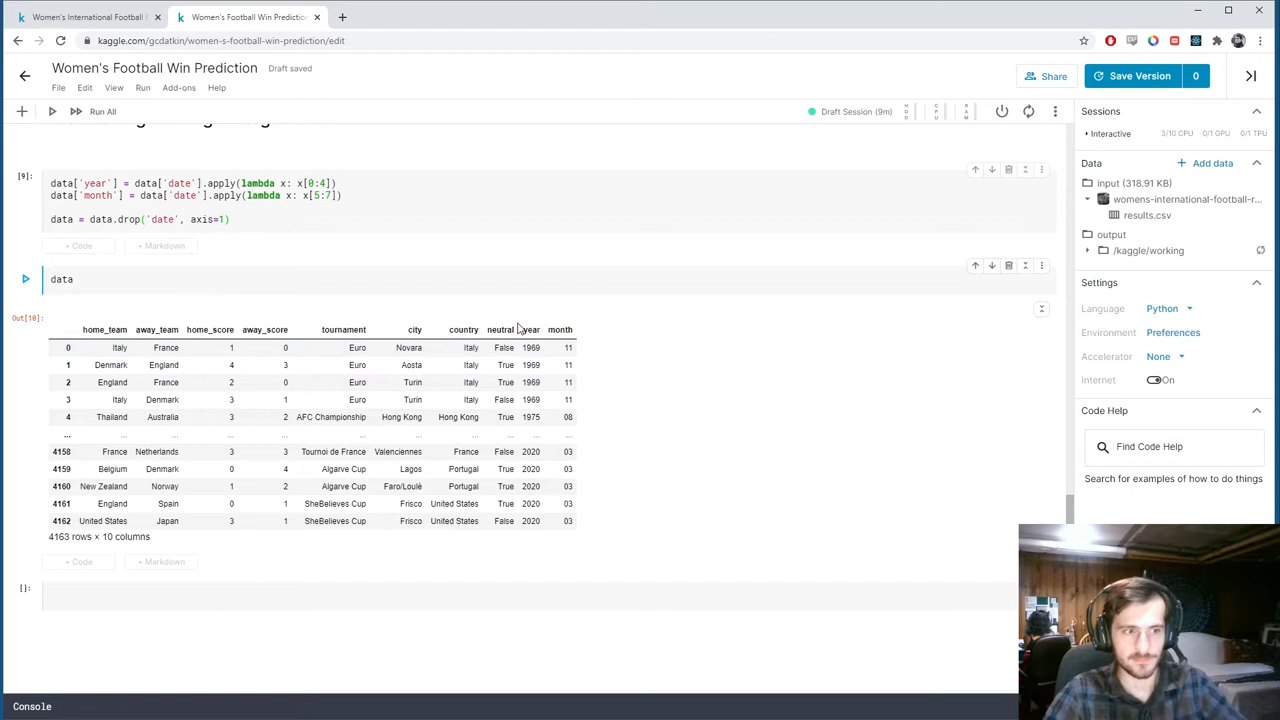 Women's International Football R
Women's Football Win Prediction
kaggle.com/gcdatkin/women-s-football-win-prediction/edit
Women's Football Win Prediction Draft saved
File Edit View Run Add-ons Help
Share Save Version 0
Run All
Draft Session (9m)
[9]:
data['year'] = data['date'].apply(lambda x: x[0:4])
data['month'] = data['date'].apply(lambda x: x[5:7])
data = data.drop('date', axis=1)
+ Code + Markdown
data
Out[10]:
home_team away_team home_score away_score tournament city country neutral year month
0 Italy France 1 0 Euro Novara Italy False 1969 11
1 Denmark England 4 3 Euro Aosta Italy True 1969 11
2 England France 2 0 Euro Turin Italy True 1969 11
3 Italy Denmark 3 1 Euro Turin Italy False 1969 11
4 Thailand Australia 3 2 AFC Championship Hong Kong Hong Kong True 1975 08
... ... ... ... ... ... ... ... ... ... ...
4158 France Netherlands 3 3 Tournoi de France Valenciennes France False 2020 03
4159 Belgium Denmark 0 4 Algarve Cup Lagos Portugal True 2020 03
4160 New Zealand Norway 1 2 Algarve Cup Faro/Loulé Portugal True 2020 03
4161 England Spain 0 1 SheBelieves Cup Frisco United States True 2020 03
4162 United States Japan 3 1 SheBelieves Cup Frisco United States False 2020 03
4163 rows × 10 columns
+ Code + Markdown
[]:
Console
Sessions
Interactive 3/10 CPU 0/1 GPU 0/1 TPU
Data + Add data
input (318.91 KB)
womens-international-football-r...
results.csv
output
/kaggle/working
Settings
Language Python
Environment Preferences
Accelerator None
Internet On
Code Help
Find Code Help
Search for examples of how to do things